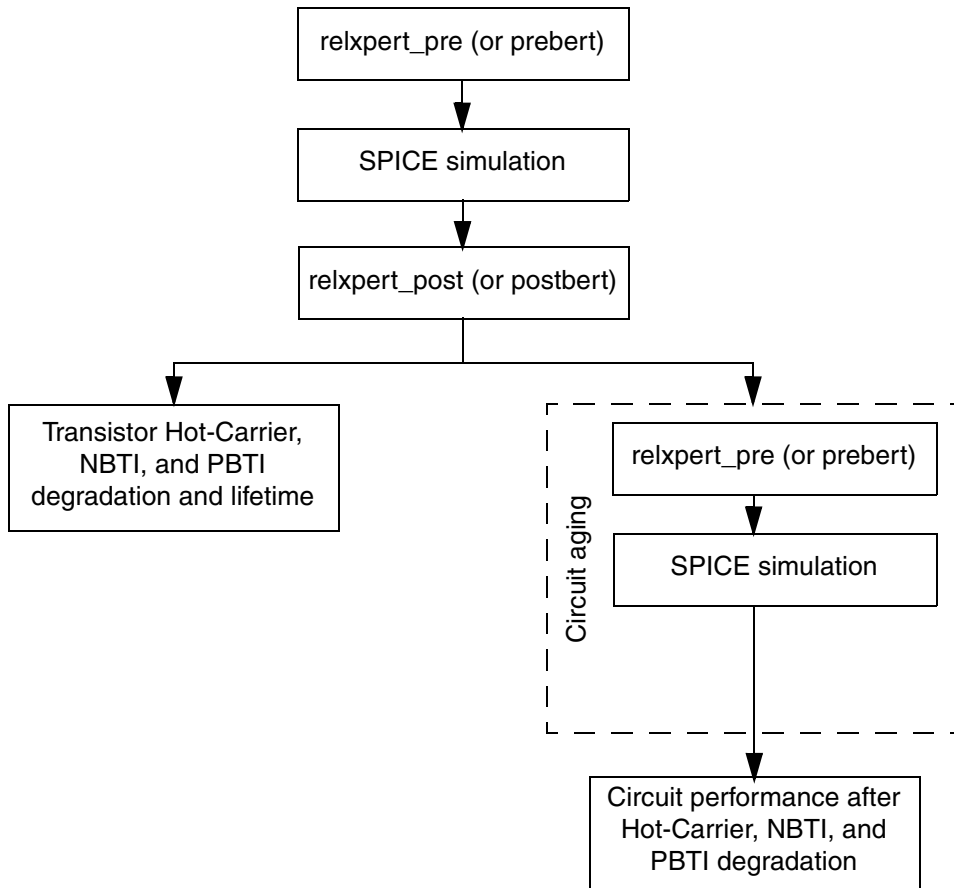 relxpert_pre (or prebert)
SPICE simulation
relxpert_post (or postbert)
Transistor Hot-Carrier,
NBTI, and PBTI
degradation and lifetime
Circuit aging
relxpert_pre (or prebert)
SPICE simulation
Circuit performance after
Hot-Carrier, NBTI, and
PBTI degradation